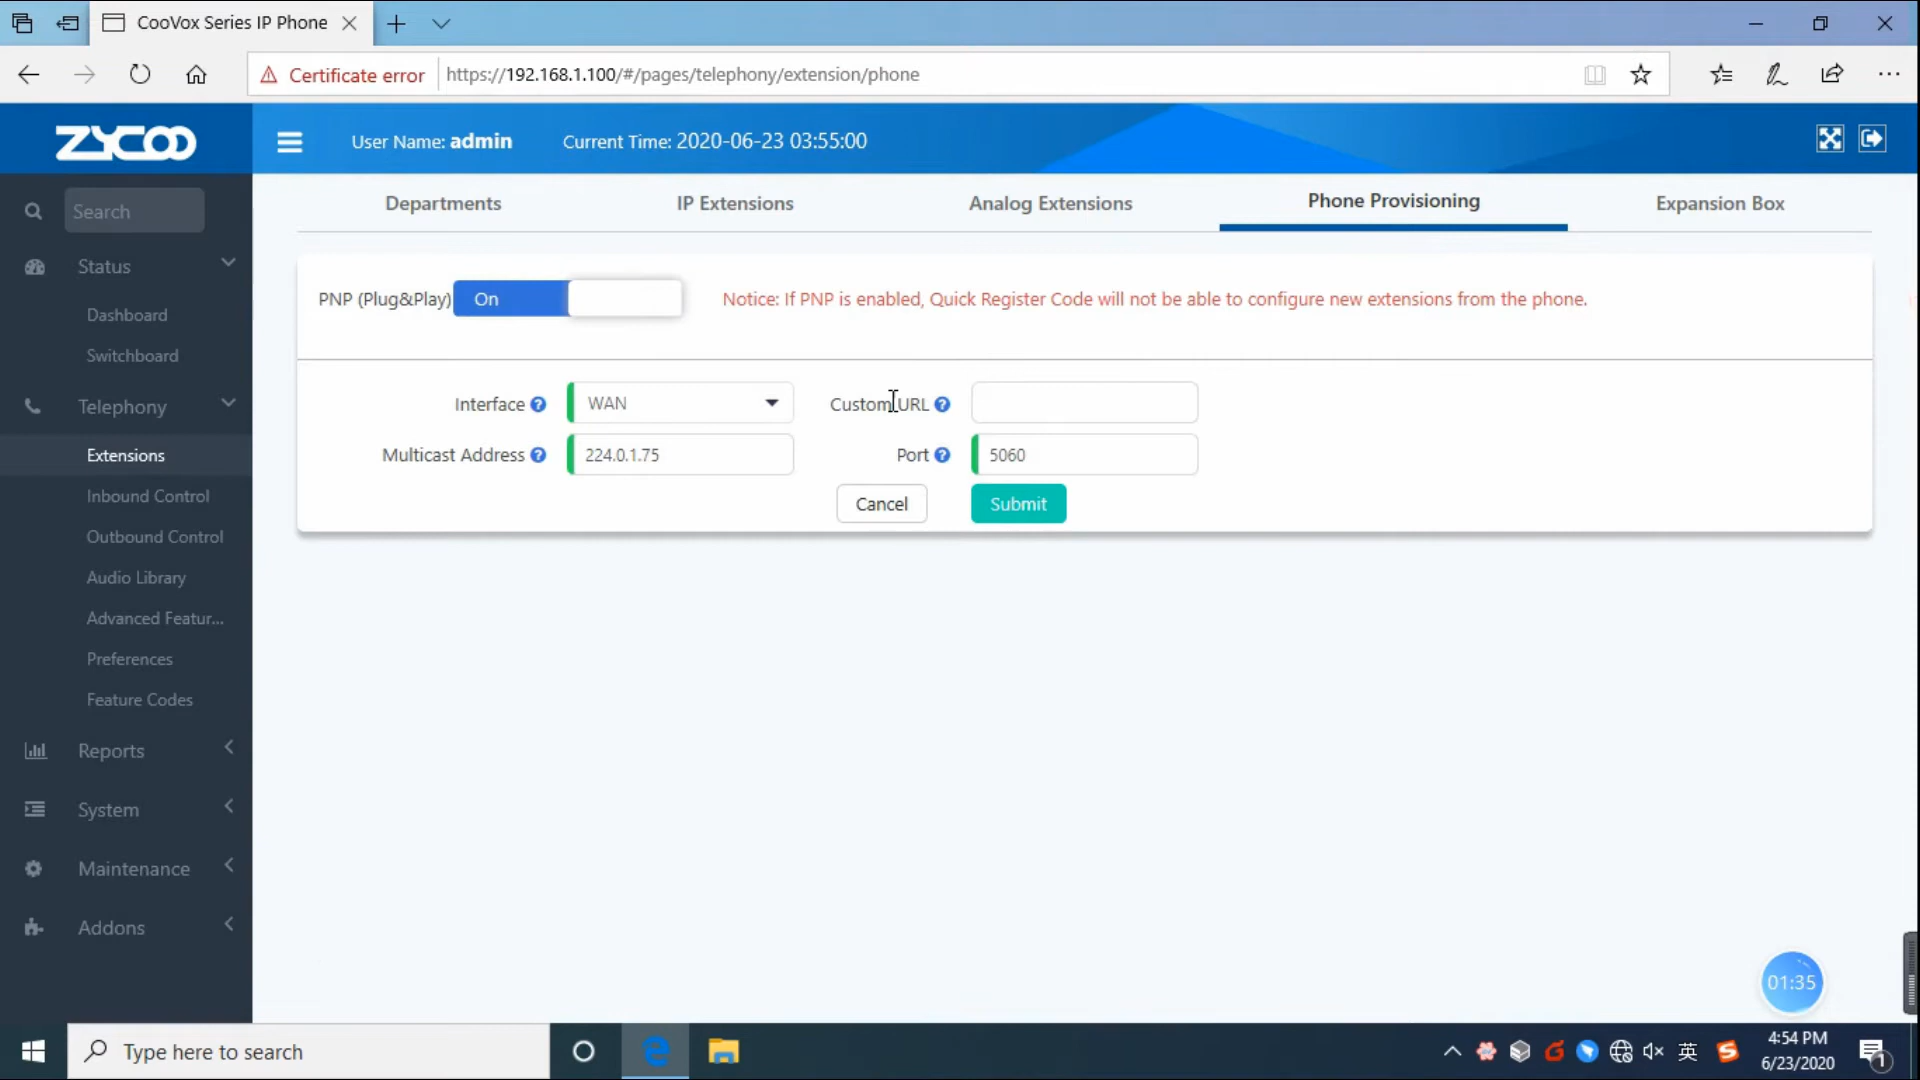 CooVox Series IP Phone
Certificate error
https://192.168.1.100/#/pages/telephony/extension/phone
ZYCOO
User Name: admin
Current Time: 2020-06-23 03:55:00
Search
Departments
IP Extensions
Analog Extensions
Phone Provisioning
Expansion Box
Status
Dashboard
Switchboard
Telephony
Extensions
Inbound Control
Outbound Control
Audio Library
Advanced Featur...
Preferences
Feature Codes
Reports
System
Maintenance
Addons
PNP (Plug&Play)
On
Notice: If PNP is enabled, Quick Register Code will not be able to configure new extensions from the phone.
Interface
WAN
Custom URL
Multicast Address
224.0.1.75
Port
5060
Cancel
Submit
01:35
Type here to search
英
4:54 PM
6/23/2020
1